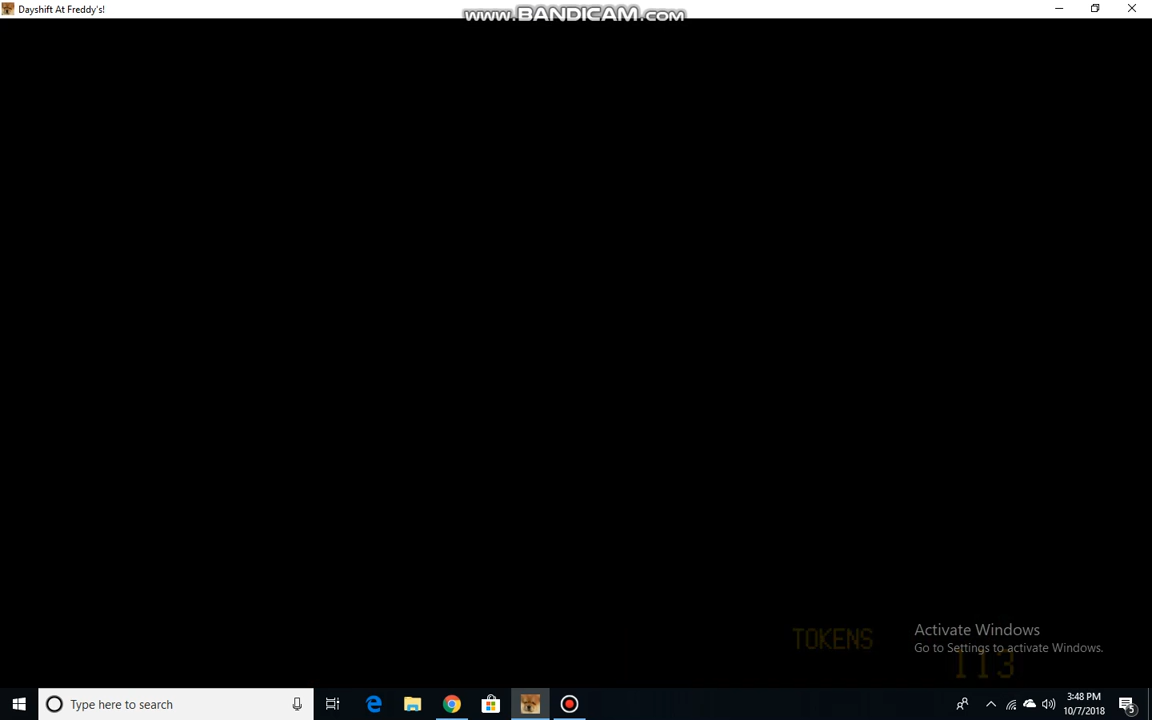 Dayshift At Freddy's!
www.BANDICAM.com
TOKENS
Activate Windows
Go to Settings to activate Windows.
113
Type here to search
3:48 PM
10/7/2018
5